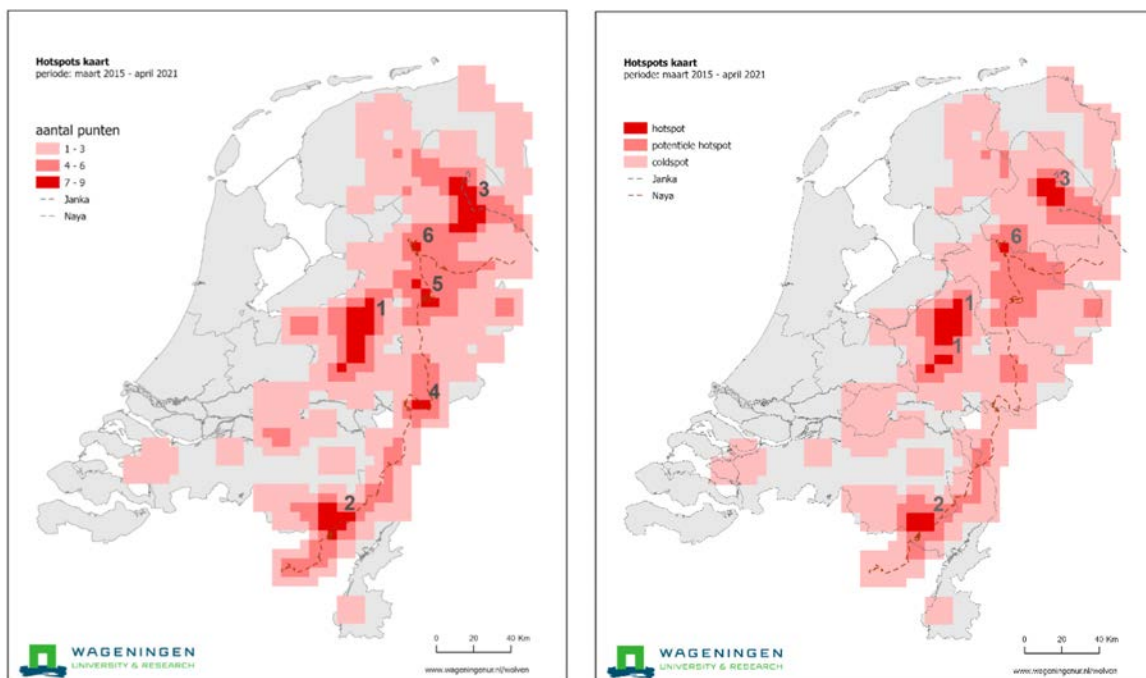 Hotspots kaart
periode: maart 2015 - april 2021
aantal punten
1 - 3
4 - 6
7 - 9
Janka
Naya
3
6
5
1
4
2
0 20 40 Km
WAGENINGEN
UNIVERSITY & RESEARCH
www.wageningenur.nl/wolven
Hotspots kaart
periode: maart 2015 - april 2021
hotspot
potentiele hotspot
coldspot
Janka
Naya
3
6
1
1
2
0 20 40 Km
WAGENINGEN
UNIVERSITY & RESEARCH
www.wageningenur.nl/wolven